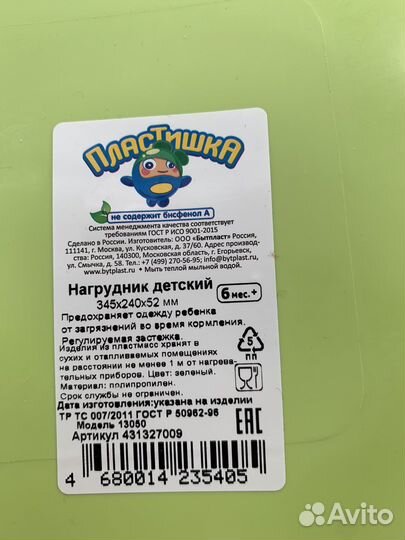 ПЛАСТИШКА
не содержит бисфенол А
Система менеджмента качества соответствует
требованиям ГОСТ Р ИСО 9001-2015
Сделано в России. Изготовитель: ООО «Бытпласт» Россия,
111141, г. Москва, ул. Кусковская, д. 37/60. Адрес производ-
ства: Россия, 140300, Московская область, г. Егорьевск,
ул. Смычка, д. 58. Тел.: +7 (499) 270-56-95; info@bytplast.ru
www.bytplast.ru • Мыть теплой мыльной водой.
Нагрудник детский 6 мес.+
345x240x52 мм
Предохраняет одежду ребенка
от загрязнений во время кормления.
Регулируемая застежка.
Изделия из пластмасс хранят в
сухих и отапливаемых помещениях
на расстоянии не менее 1 м от нагрева-
тельных приборов. Цвет: зеленый.
Материал: полипропилен.
Срок службы не ограничен.
5
ПП
Дата изготовления:указана на изделии
ТР ТС 007/2011 ГОСТ Р 50962-96
Модель 13050
Артикул 431327009
EAC
4 680014 235405
Avito